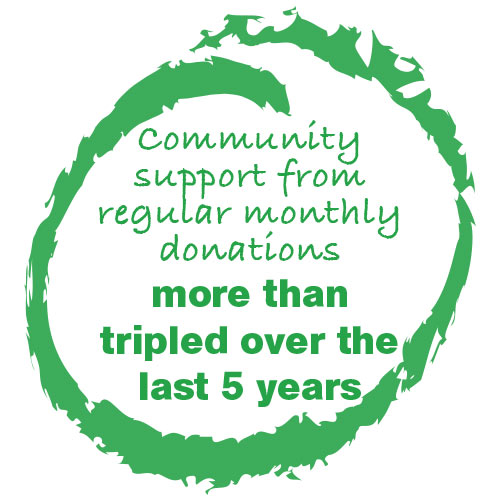 Community
support from
regular monthly
donations
more than
tripled over the
last 5 years